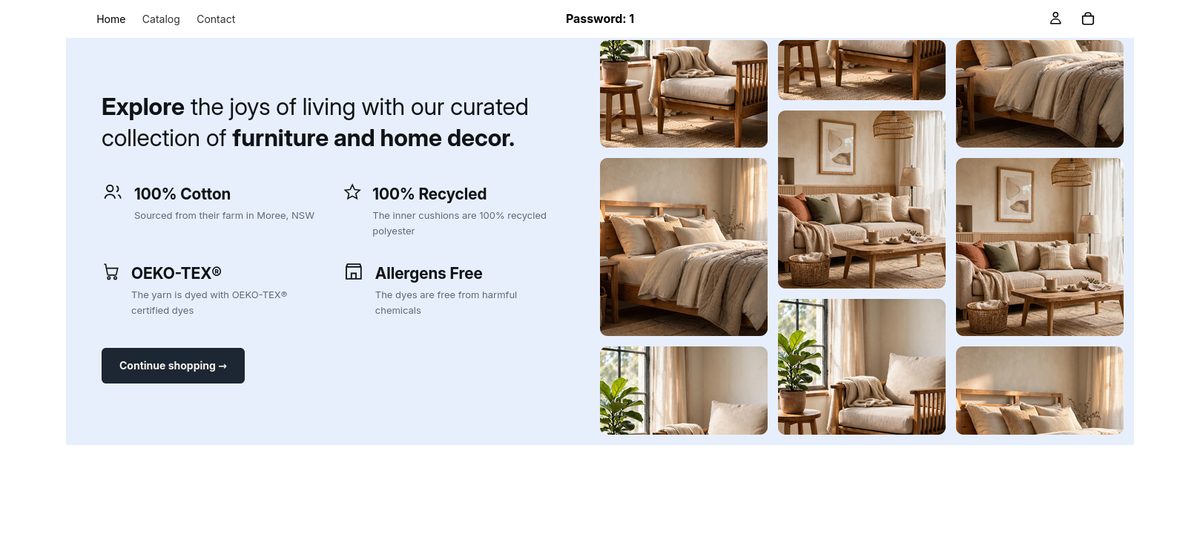 Home Catalog Contact Password: 1
Explore the joys of living with our curated
collection of furniture and home decor.
100% Cotton
Sourced from their farm in Moree, NSW
100% Recycled
The inner cushions are 100% recycled
polyester
OEKO-TEX®
The yarn is dyed with OEKO-TEX®
certified dyes
Allergens Free
The dyes are free from harmful
chemicals
Continue shopping →